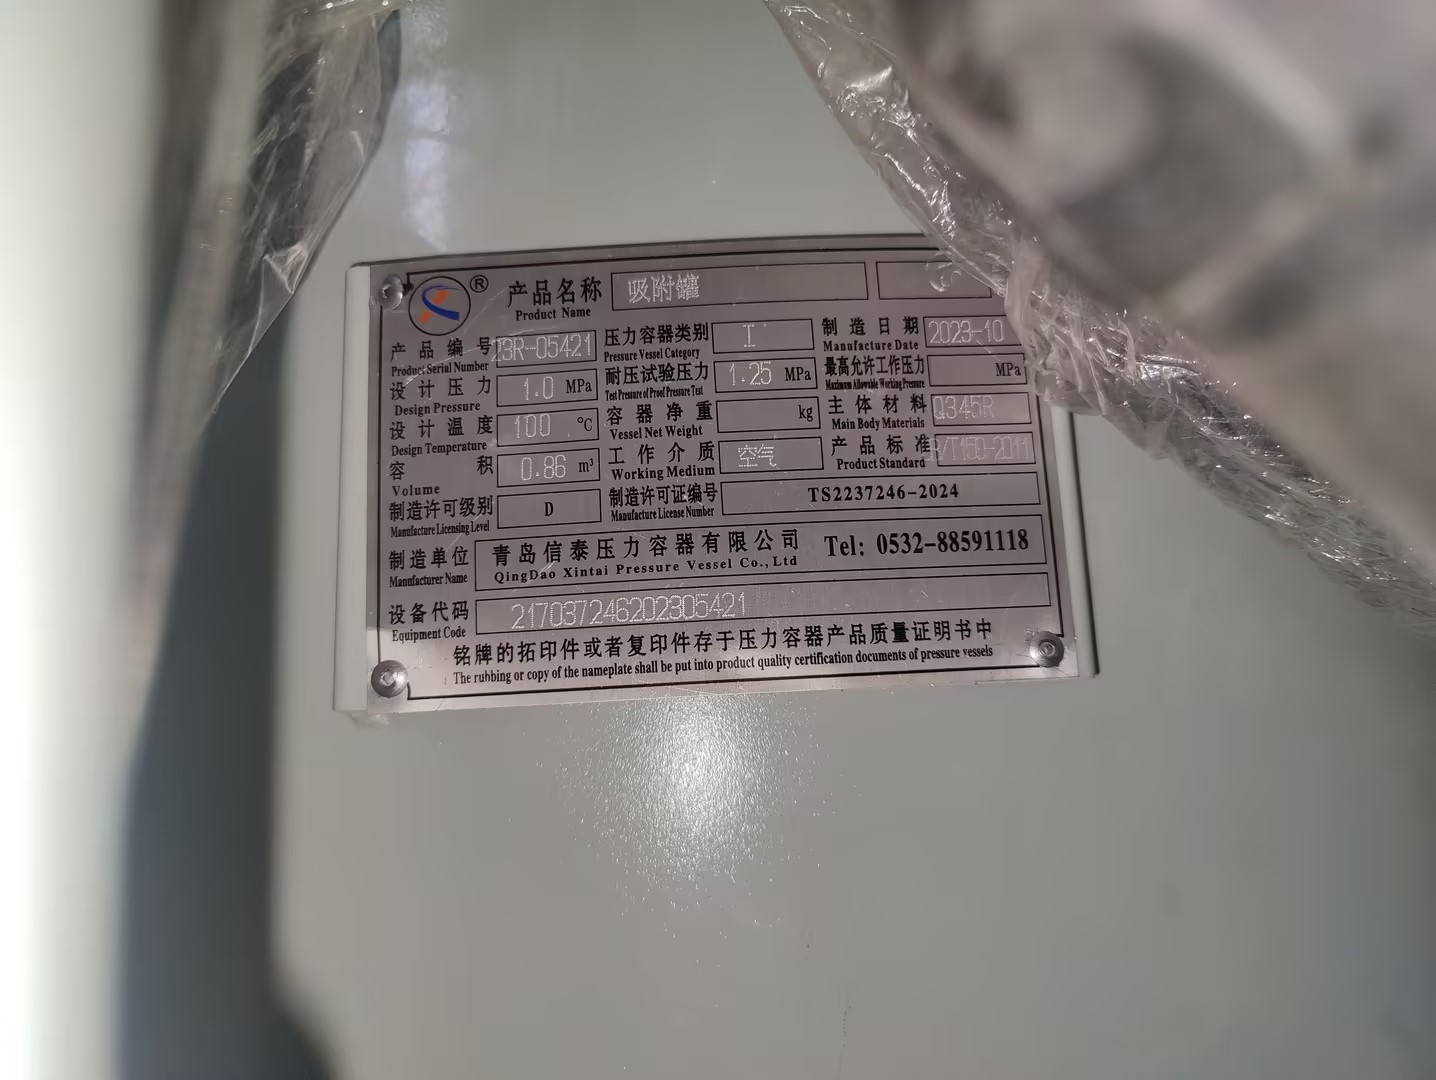 ® 产品名称 吸附罐
Product Name
产品编号 23R-05421 压力容器类别 I 制造日期 2023-10
Product Serial Number Pressure Vessel Category Manufacture Date
设计压力 1.0 MPa 耐压试验压力 1.25 MPa 最高允许工作压力 MPa
Design Pressure Test Pressure of Proof Pressure Test Maximum Allowable Working Pressure
设计温度 100 ℃ 容器净重 kg 主体材料 Q345R
Design Temperature Vessel Net Weight Main Body Materials
容积 0.86 m³ 工作介质 空气 产品标准 GB/T150-2011
Volume Working Medium Product Standard
制造许可级别 D 制造许可证编号 TS2237246-2024
Manufacture Licensing Level Manufacture License Number
制造单位 青岛信泰压力容器有限公司 Tel: 0532-88591118
Manufacturer Name QingDao Xintai Pressure Vessel Co.,Ltd
设备代码 217037246202305421
Equipment Code
铭牌的拓印件或者复印件存于压力容器产品质量证明书中
The rubbing or copy of the nameplate shall be put into product quality certification documents of pressure vessels